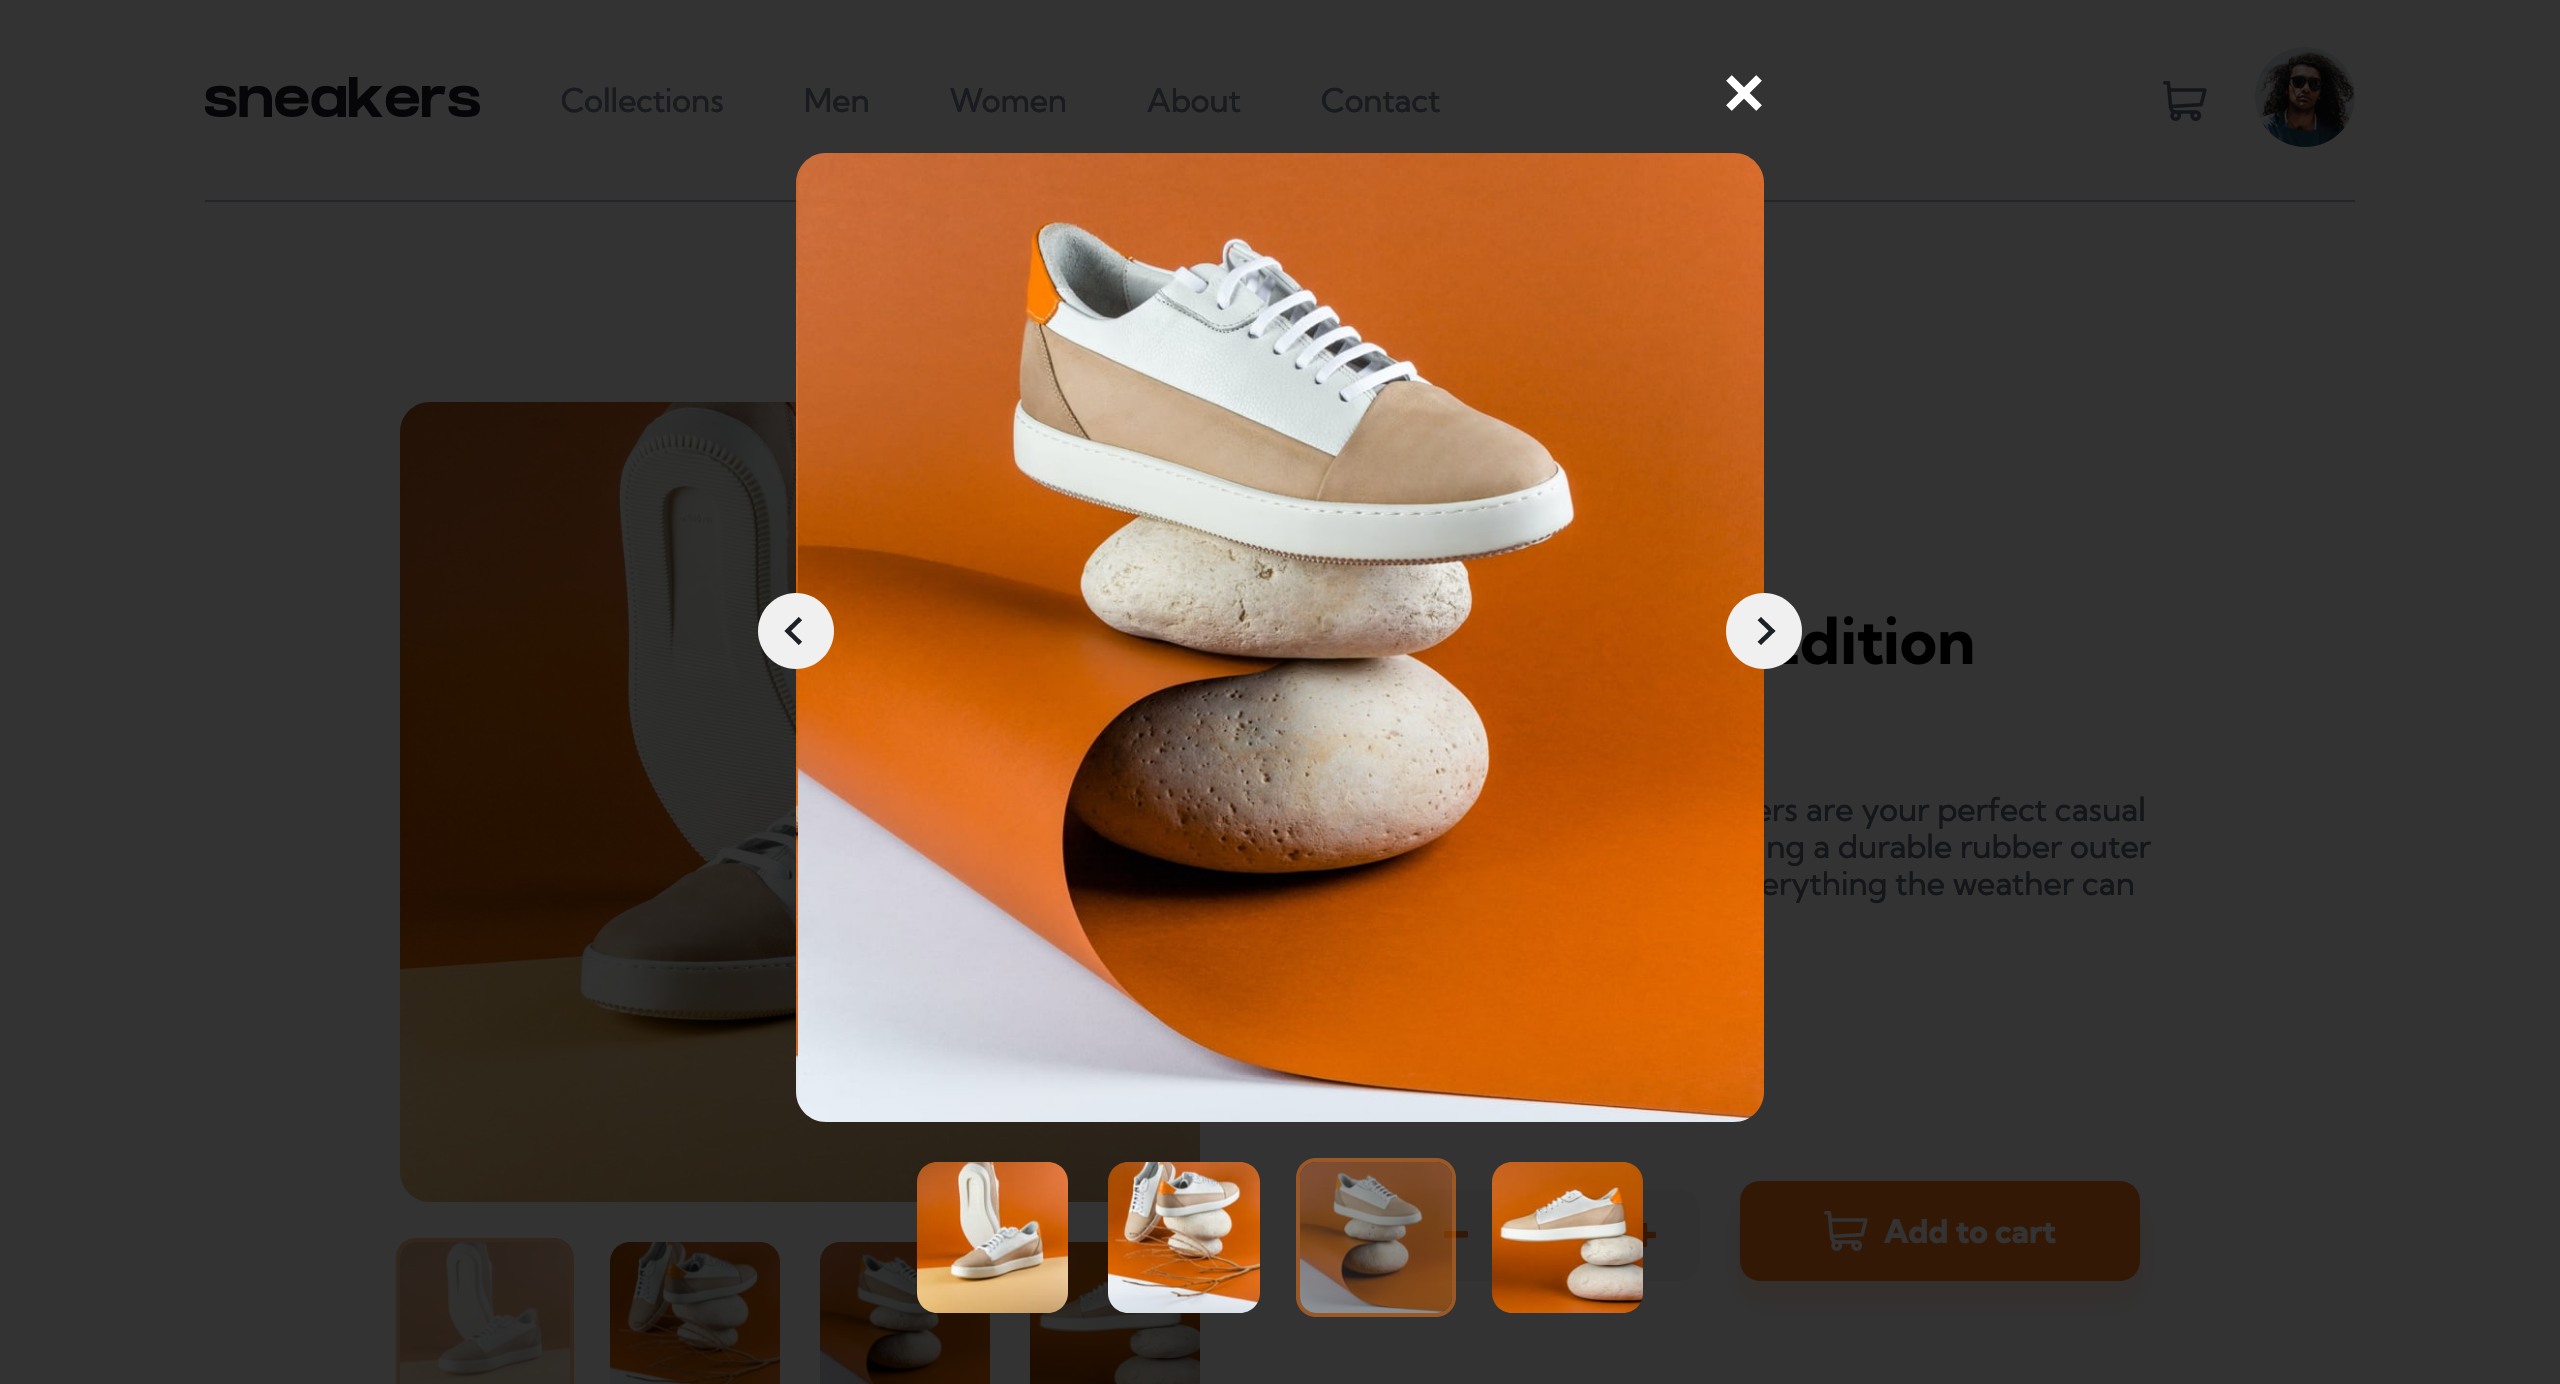 sneakers
Collections
Men
Women
About
Contact
dition
ers are your perfect casual
ng a durable rubber outer
erything the weather can
Add to cart